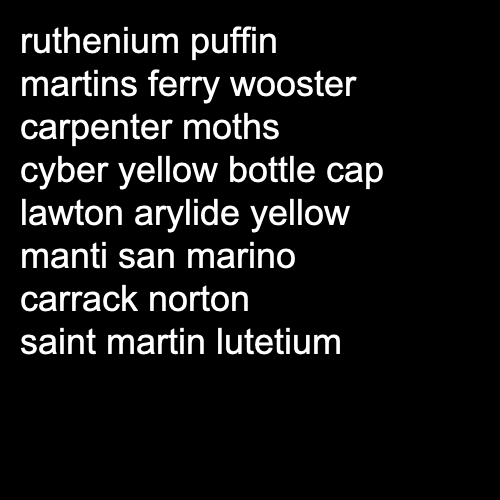 ruthenium puffin
martins ferry wooster
carpenter moths
cyber yellow bottle cap
lawton arylide yellow
manti san marino
carrack norton
saint martin lutetium